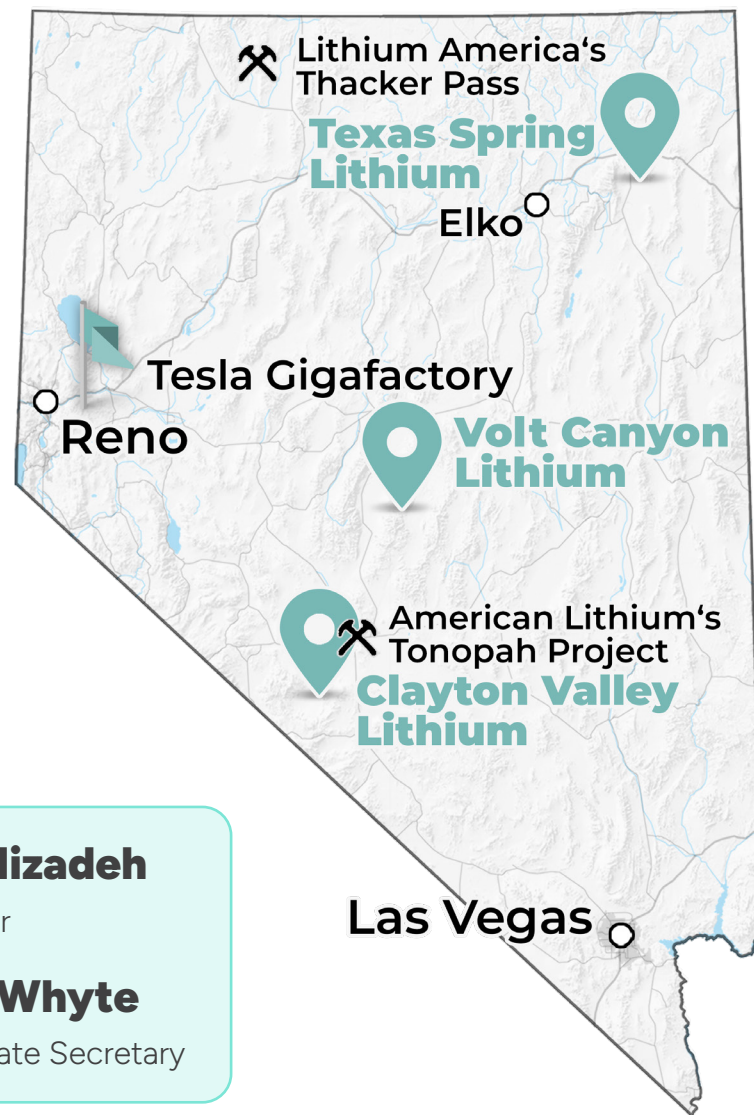 Lithium America‘s
Thacker Pass
Texas Spring
Lithium
Elko
Tesla Gigafactory
Reno
Volt Canyon
Lithium
American Lithium‘s
Tonopah Project
Clayton Valley
Lithium
lizadeh
r
Whyte
ate Secretary
Las Vegas